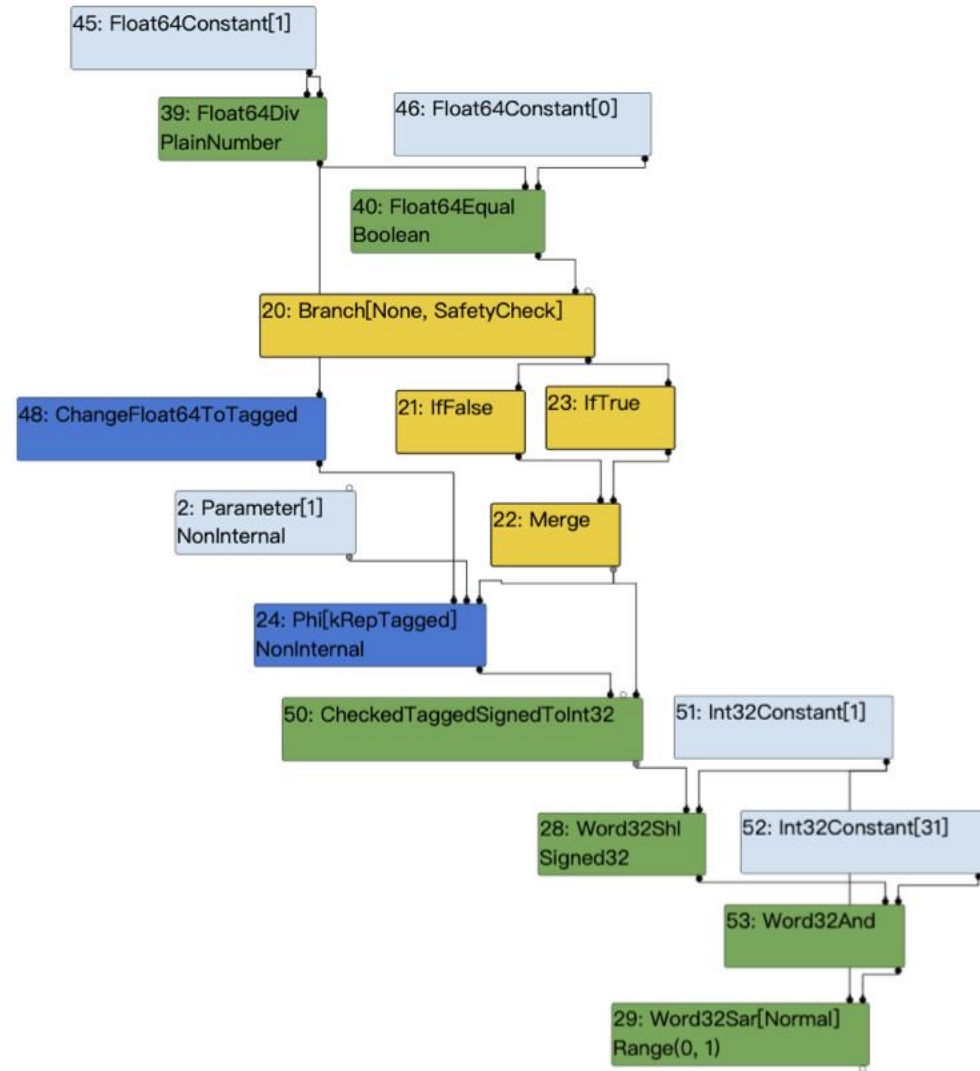 45: Float64Constant[1]
39: Float64Div
PlainNumber
46: Float64Constant[0]
40: Float64Equal
Boolean
20: Branch[None, SafetyCheck]
48: ChangeFloat64ToTagged
21: IfFalse
23: IfTrue
2: Parameter[1]
NonInternal
22: Merge
24: Phi[kRepTagged]
NonInternal
50: CheckedTaggedSignedToInt32
51: Int32Constant[1]
28: Word32Shl
Signed32
52: Int32Constant[31]
53: Word32And
29: Word32Sar[Normal]
Range(0, 1)